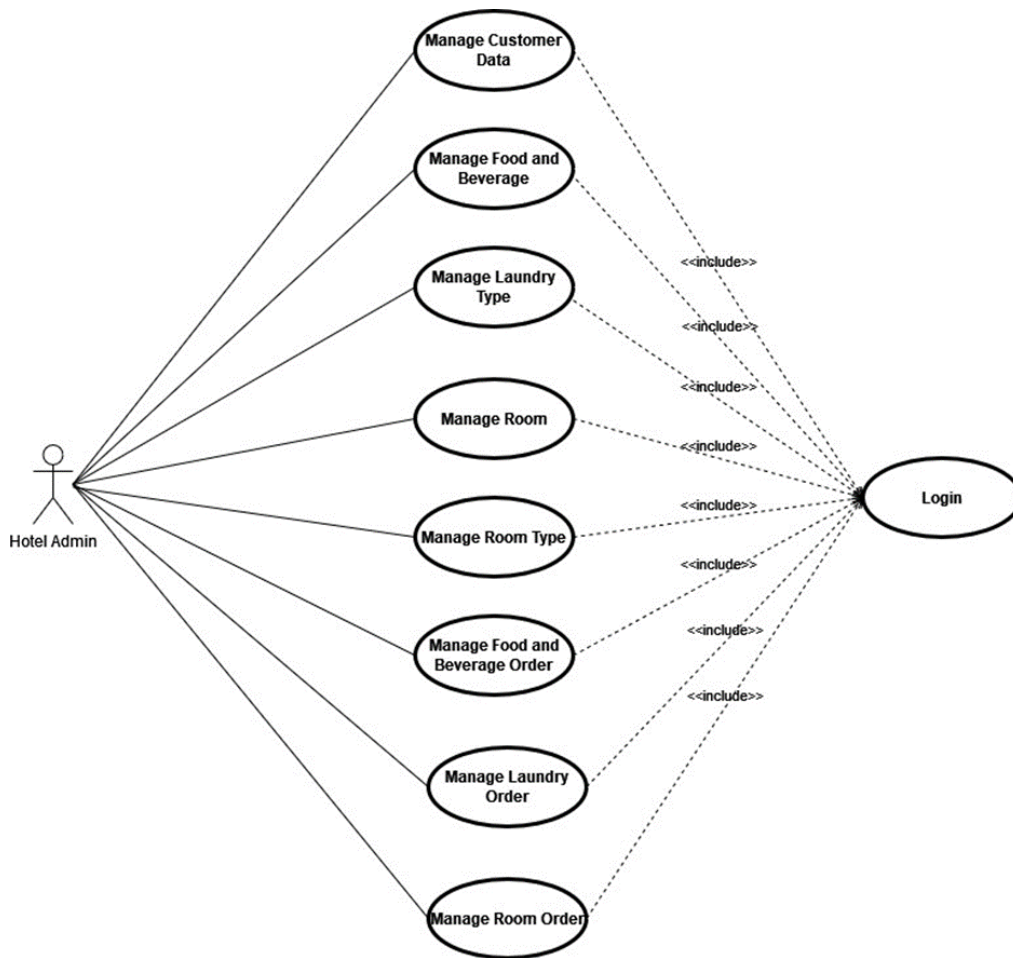 Manage Customer
Data
Manage Food and
Beverage
<<include>>
Manage Laundry
Type
<<include>>
<<include>>
Manage Room
<<include>>
Hotel Admin
Login
Manage Room Type
<<include>>
<<include>>
Manage Food and
Beverage Order
<<include>>
<<include>>
Manage Laundry
Order
Manage Room Order